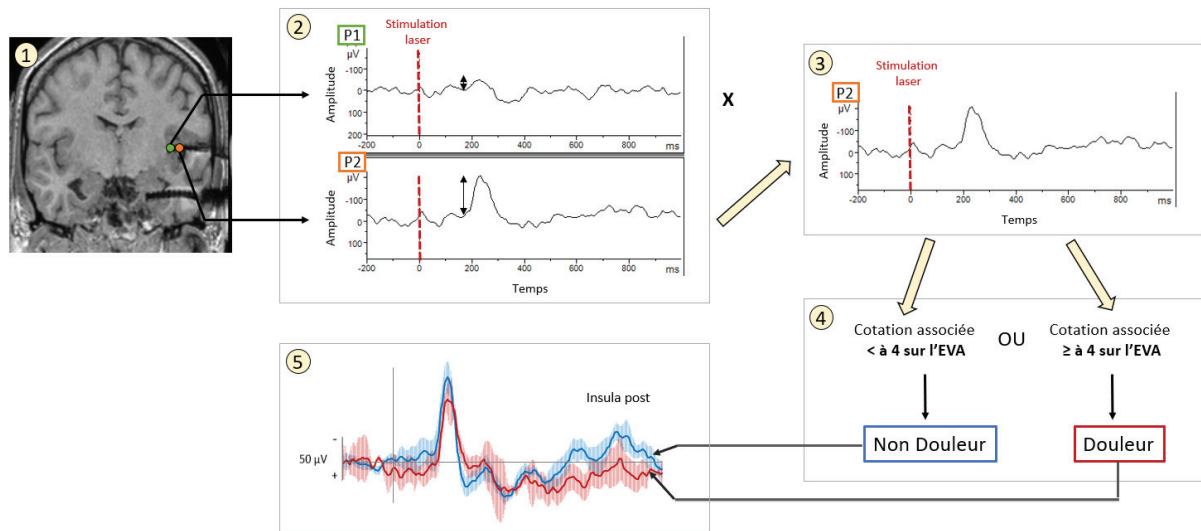 1
2
P1
Stimulation
laser
µV
Amplitude
-100
0
100
200
-200
0
200
400
600
800
ms
P2
µV
Amplitude
-100
0
100
-200
0
200
400
600
800
ms
Temps
X
3
Stimulation
laser
P2
µV
Amplitude
-100
0
100
-200
0
200
400
600
800
ms
Temps
4
Cotation associée
< à 4 sur l'EVA
OU
Cotation associée
≥ à 4 sur l'EVA
Non Douleur
Douleur
5
Insula post
-
50 µV
+